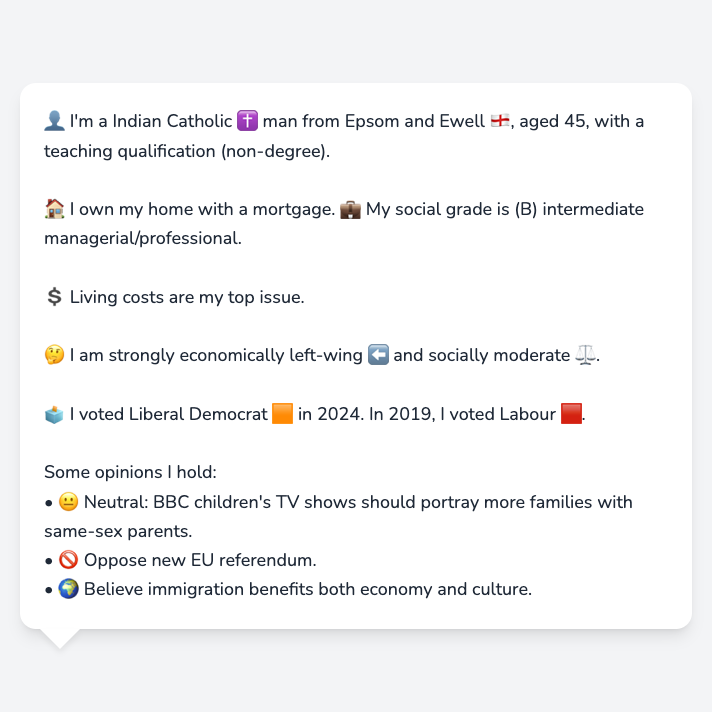 👤 I'm a Indian Catholic ✝️ man from Epsom and Ewell 🏴󠁧󠁢󠁥󠁮󠁧󠁿, aged 45, with a
teaching qualification (non-degree).
🏠 I own my home with a mortgage. 💼 My social grade is (B) intermediate
managerial/professional.
💲 Living costs are my top issue.
🤔 I am strongly economically left-wing ⬅️ and socially moderate ⚖️.
🗳️ I voted Liberal Democrat 🟧 in 2024. In 2019, I voted Labour 🟥.
Some opinions I hold:
• 😐 Neutral: BBC children's TV shows should portray more families with
same-sex parents.
• 🚫 Oppose new EU referendum.
• 🌍 Believe immigration benefits both economy and culture.